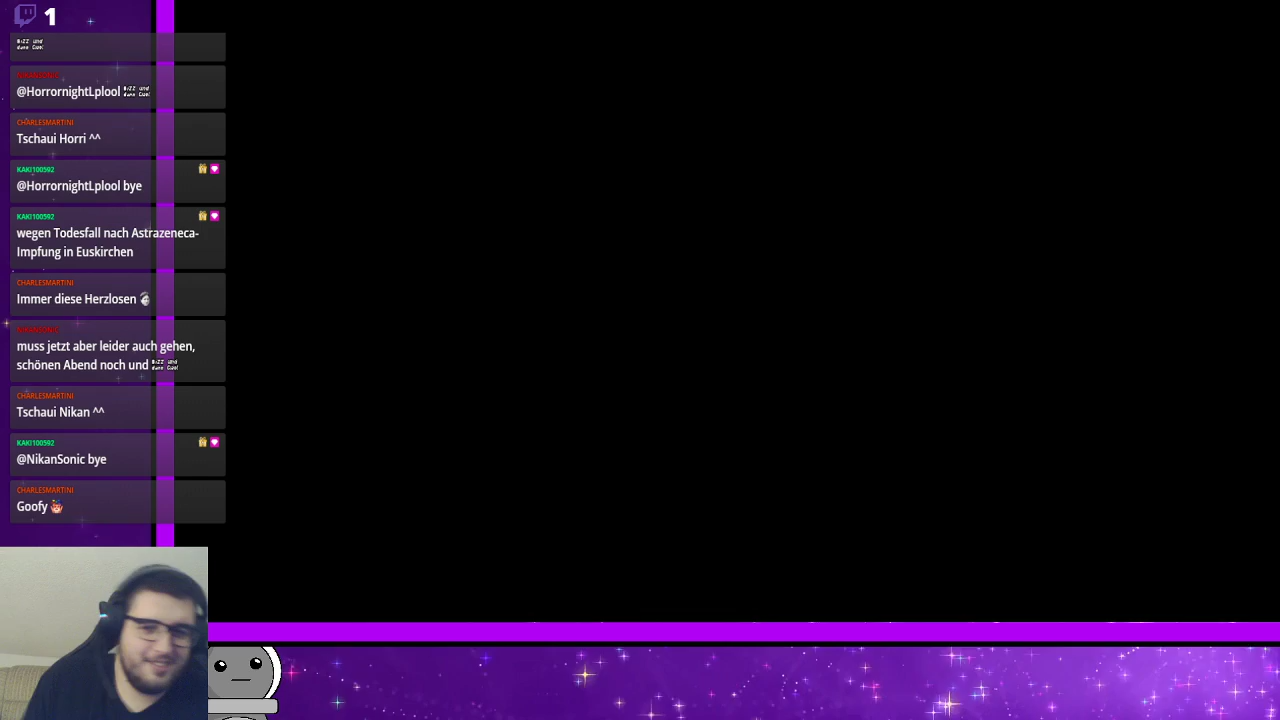 1
NIKANSONIC
@HorrornightLplool
CHARLESMARTINI
Tschaui Horri ^^
KAKI100592
@HorrornightLplool bye
KAKI100592
wegen Todesfall nach Astrazeneca-
Impfung in Euskirchen
CHARLESMARTINI
Immer diese Herzlosen
NIKANSONIC
muss jetzt aber leider auch gehen,
schönen Abend noch und
CHARLESMARTINI
Tschaui Nikan ^^
KAKI100592
@NikanSonic bye
CHARLESMARTINI
Goofy